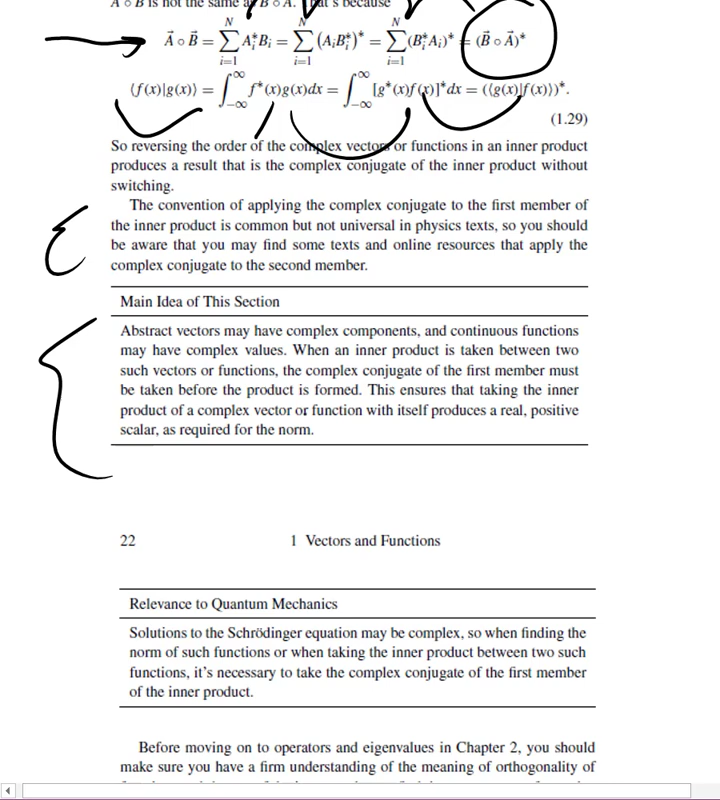 A ∘ B is not the same as B ∘ A. That's because
A⃗ ∘ B⃗ = ∑_{i=1}^{N} A_i^* B_i = ∑_{i=1}^{N} (A_i B_i^*)^* = ∑_{i=1}^{N} (B_i^* A_i)^* = (B⃗ ∘ A⃗)^*
⟨f(x)|g(x)⟩ = ∫_{-∞}^{∞} f^*(x)g(x)dx = ∫_{-∞}^{∞} [g^*(x)f(x)]^* dx = (⟨g(x)|f(x)⟩)^*.
(1.29)
So reversing the order of the complex vectors or functions in an inner product
produces a result that is the complex conjugate of the inner product without
switching.
The convention of applying the complex conjugate to the first member of
the inner product is common but not universal in physics texts, so you should
be aware that you may find some texts and online resources that apply the
complex conjugate to the second member.
Main Idea of This Section
Abstract vectors may have complex components, and continuous functions
may have complex values. When an inner product is taken between two
such vectors or functions, the complex conjugate of the first member must
be taken before the product is formed. This ensures that taking the inner
product of a complex vector or function with itself produces a real, positive
scalar, as required for the norm.
22 1 Vectors and Functions
Relevance to Quantum Mechanics
Solutions to the Schrödinger equation may be complex, so when finding the
norm of such functions or when taking the inner product between two such
functions, it's necessary to take the complex conjugate of the first member
of the inner product.
Before moving on to operators and eigenvalues in Chapter 2, you should
make sure you have a firm understanding of the meaning of orthogonality of